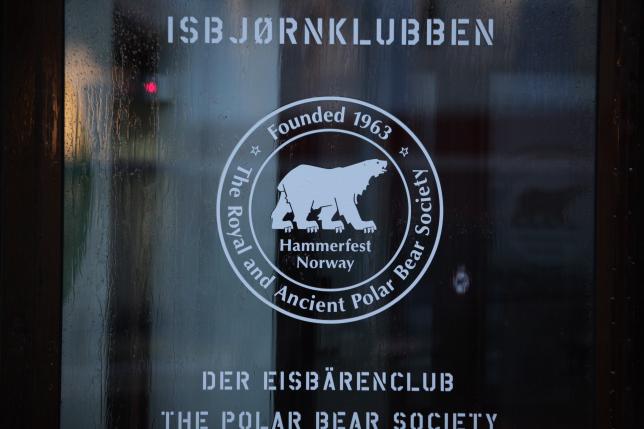 ISBJØRNKLUBBEN
Founded 1963
The Royal and Ancient Polar Bear Society
Hammerfest
Norway
DER EISBÄRENCLUB
THE POLAR BEAR SOCIETY